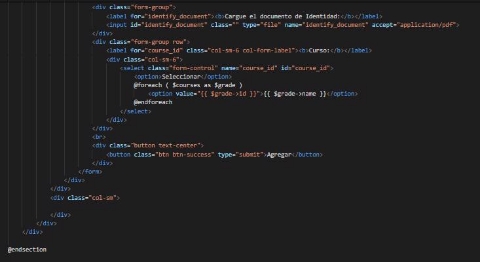 <div class="form-group">
<label for="identify_document"><b>Cargue el documento de Identidad:</b></label>
<input id="identify_document" class="" type="file" name="identify_document" accept="application/pdf">
</div>
<div class="form-group row">
<label for="course_id" class="col-sm-6 col-form-label"><b>Curso:</b></label>
<div class="col-sm-6">
<select class="form-control" name="course_id" id="course_id">
<option>Seleccionar</option>
@foreach ( $courses as $grade )
<option value="{{ $grade->id }}">{{ $grade->name }}</option>
@endforeach
</select>
</div>
</div>
<br>
<div class="button text-center">
<button class="btn btn-success" type="submit">Agregar</button>
</div>
</form>
</div>
</div>
<div class="col-sm">
</div>
</div>
</div>
@endsection